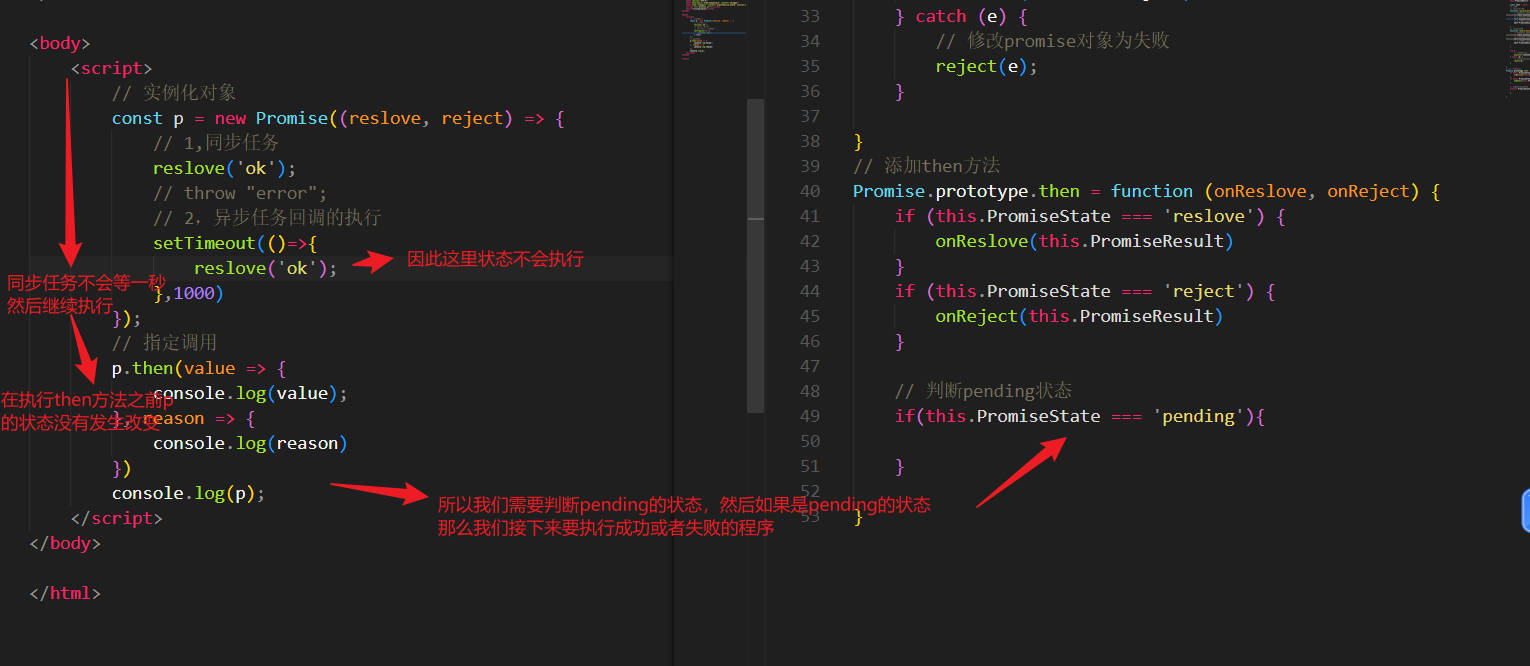 <body>
<script>
// 实例化对象
const p = new Promise((reslove, reject) => {
// 1,同步任务
reslove('ok');
// throw "error";
// 2. 异步任务回调的执行
setTimeout(()=>{
reslove('ok');
因此这里状态不会执行
},1000)
同步任务不会等一秒
然后继续执行
});
// 指定调用
p.then(value => {
console.log(value);
在执行then方法之前p
的状态没有发生改变
}, reason => {
console.log(reason)
})
console.log(p);
</script>
</body>
</html>
所以我们需要判断pending的状态，然后如果是pending的状态
那么我们接下来要执行成功或者失败的程序
33 } catch (e) {
34 // 修改promise对象为失败
35 reject(e);
36 }
37
38 }
39 // 添加then方法
40 Promise.prototype.then = function (onReslove, onReject) {
41 if (this.PromiseState === 'reslove') {
42 onReslove(this.PromiseResult)
43 }
44 if (this.PromiseState === 'reject') {
45 onReject(this.PromiseResult)
46 }
47
48 // 判断pending状态
49 if(this.PromiseState === 'pending'){
50
51 }
52
53 }